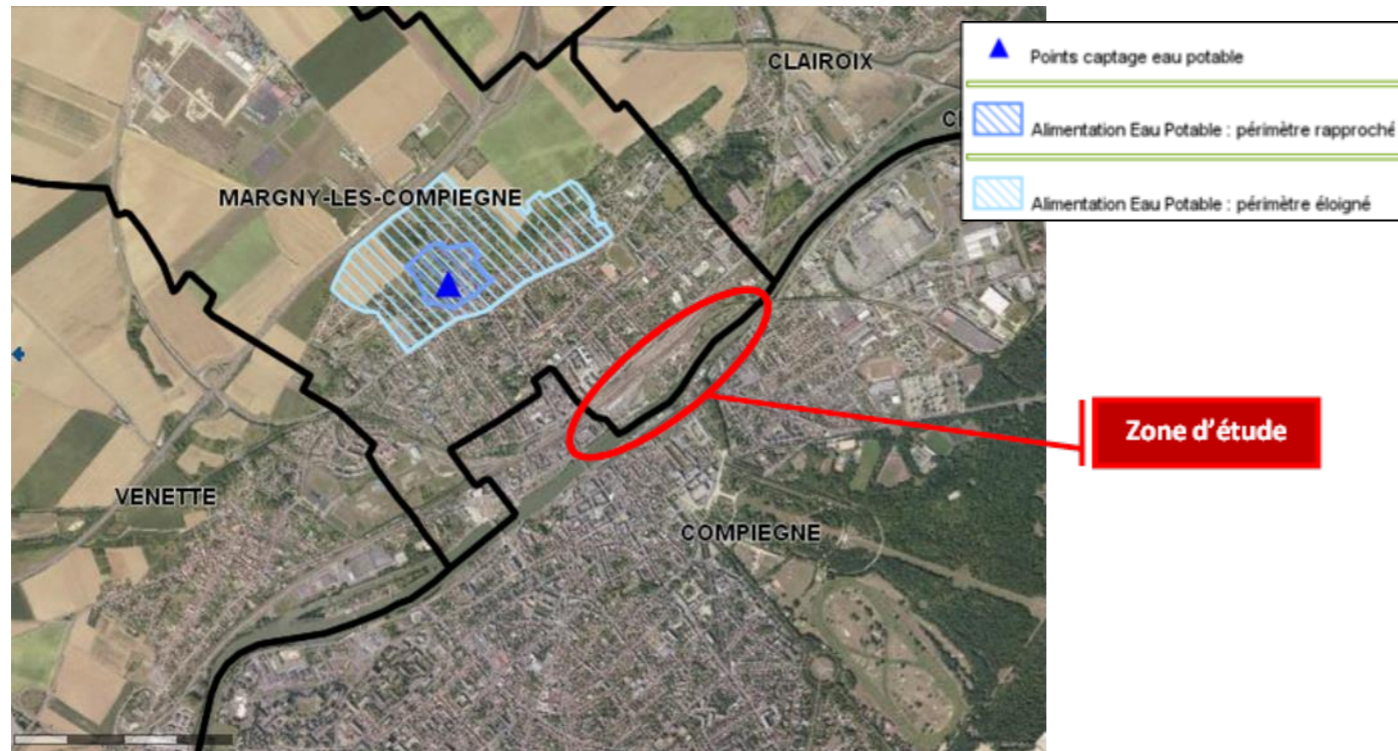 CLAIROIX
C
MARGNY-LES-COMPIEGNE
VENETTE
COMPIEGNE
Points captage eau potable
Alimentation Eau Potable : périmètre rapproché
Alimentation Eau Potable : périmètre éloigné
Zone d'étude